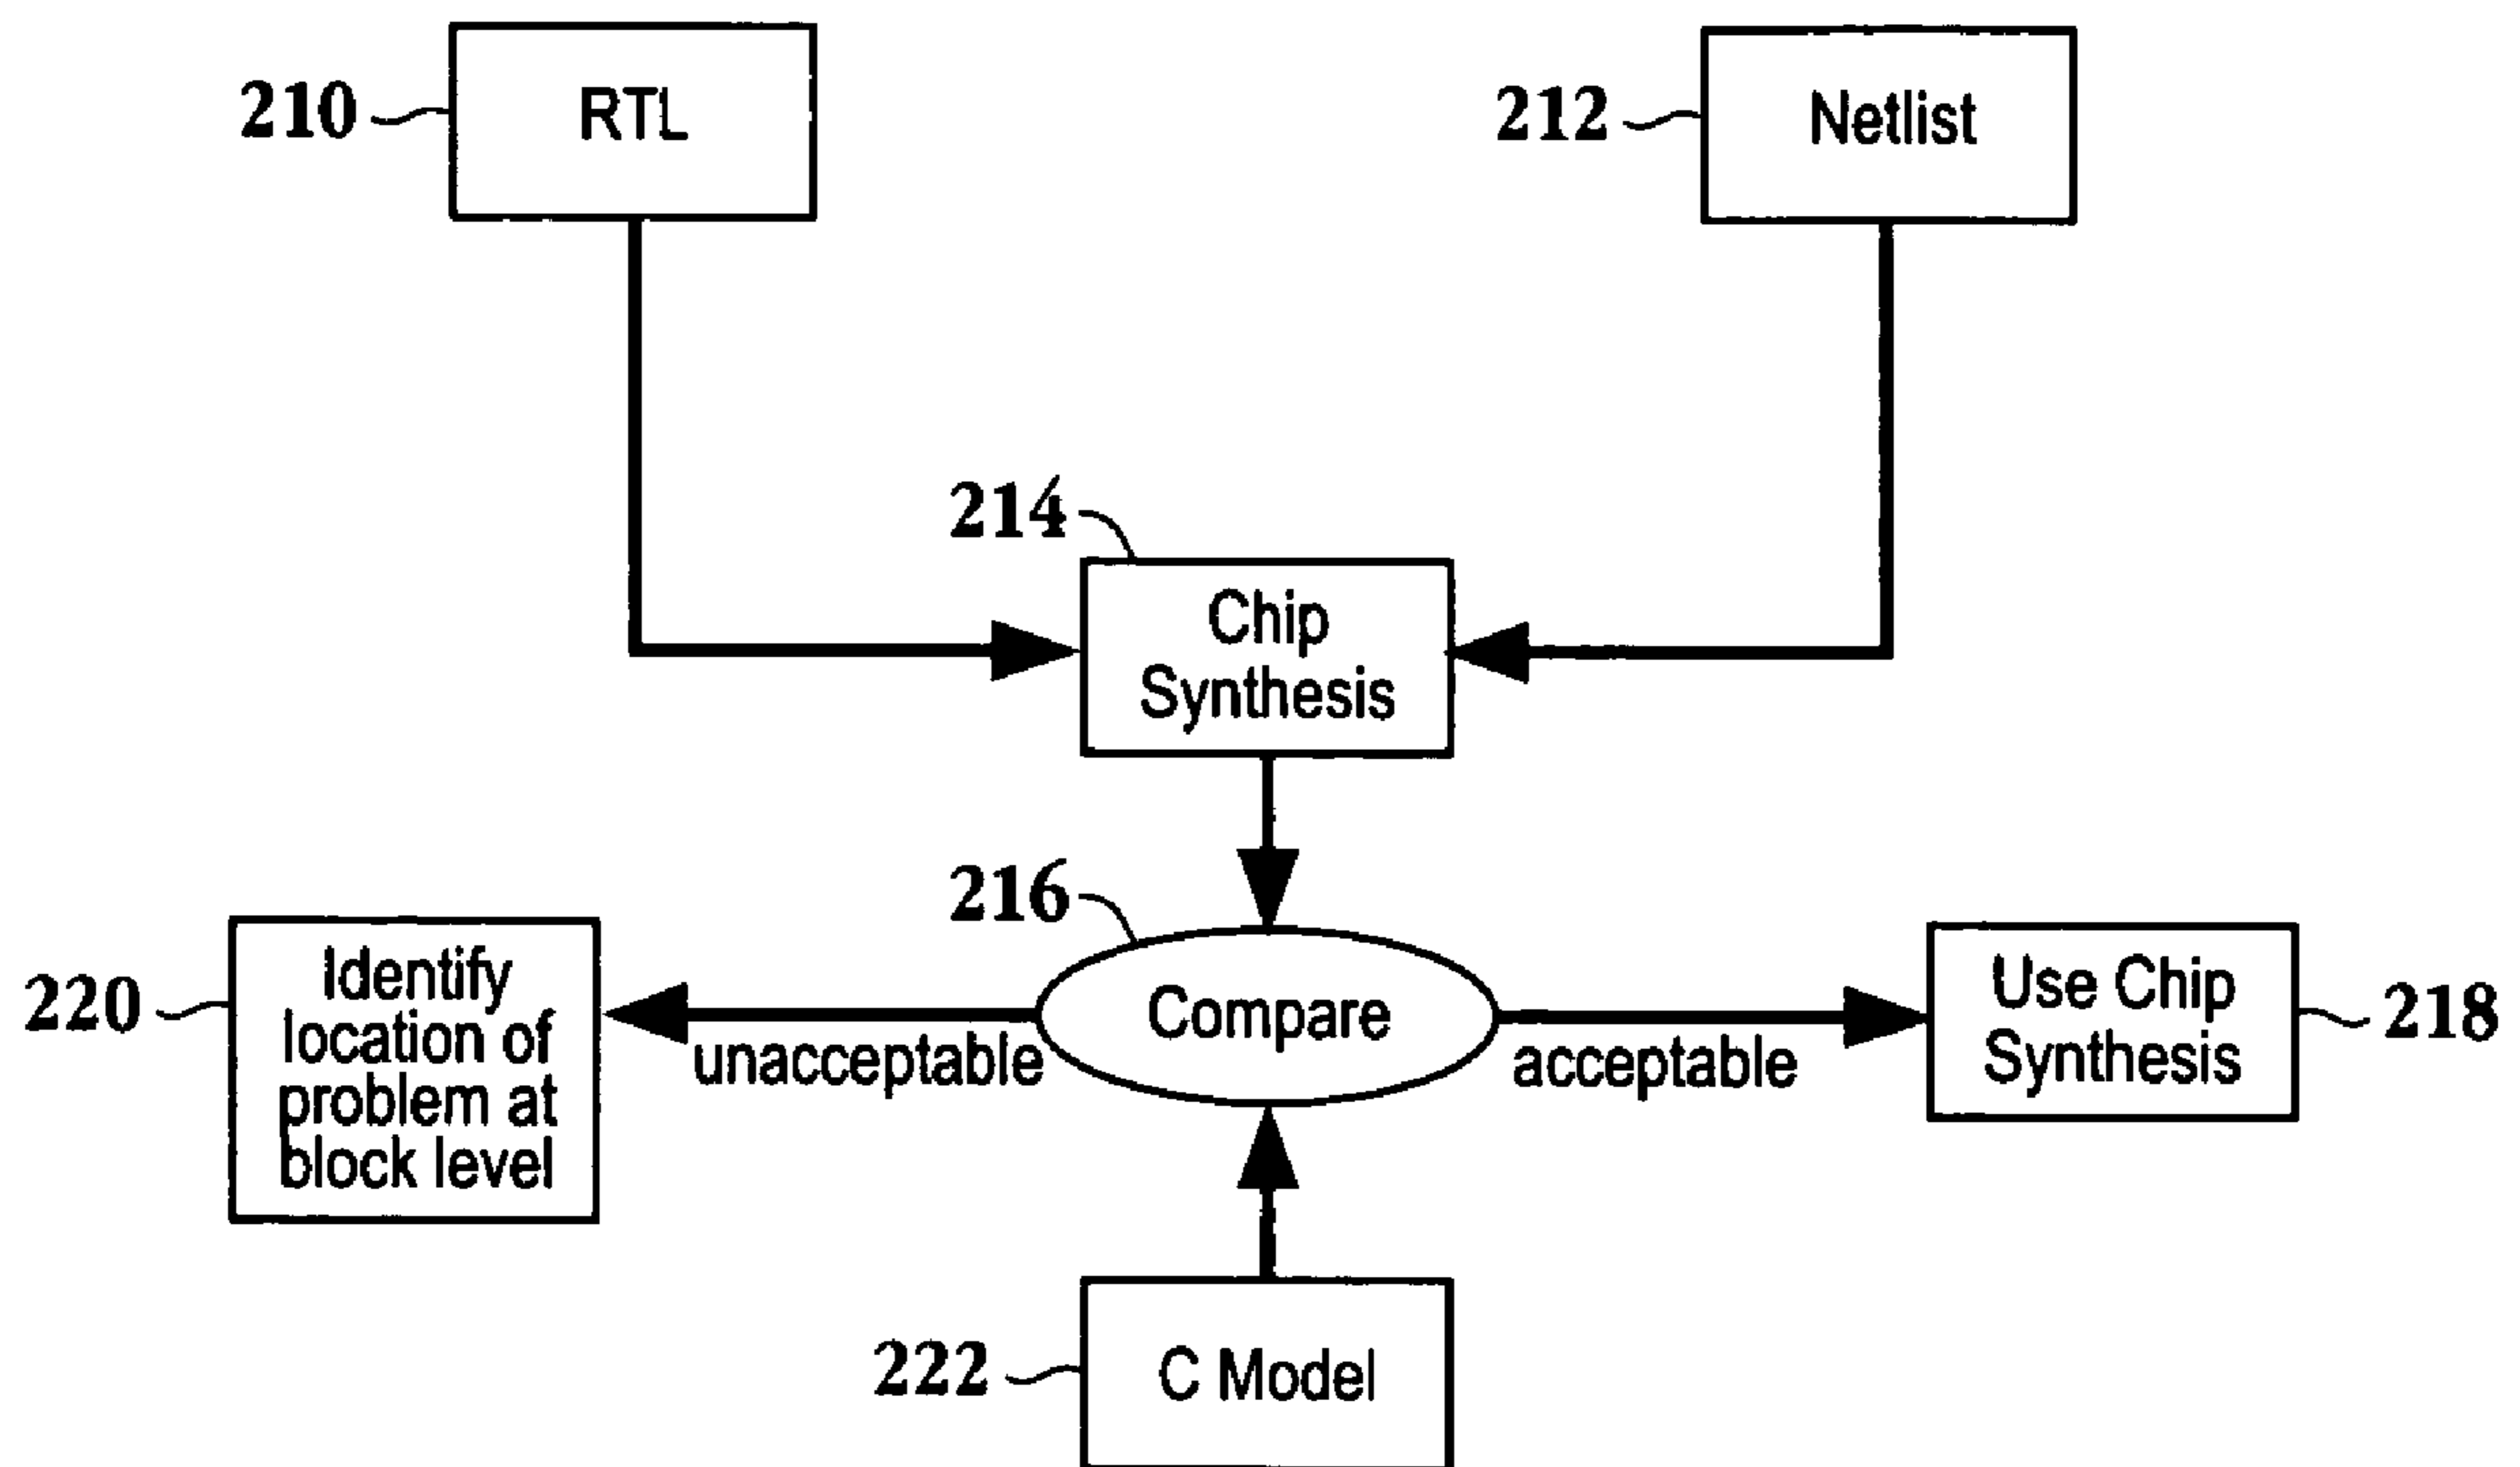 210
RTL
212
Netlist
214
Chip
Synthesis
216
Compare
unacceptable
acceptable
220
Identify
location of
problem at
block level
Use Chip
Synthesis
218
222
C Model